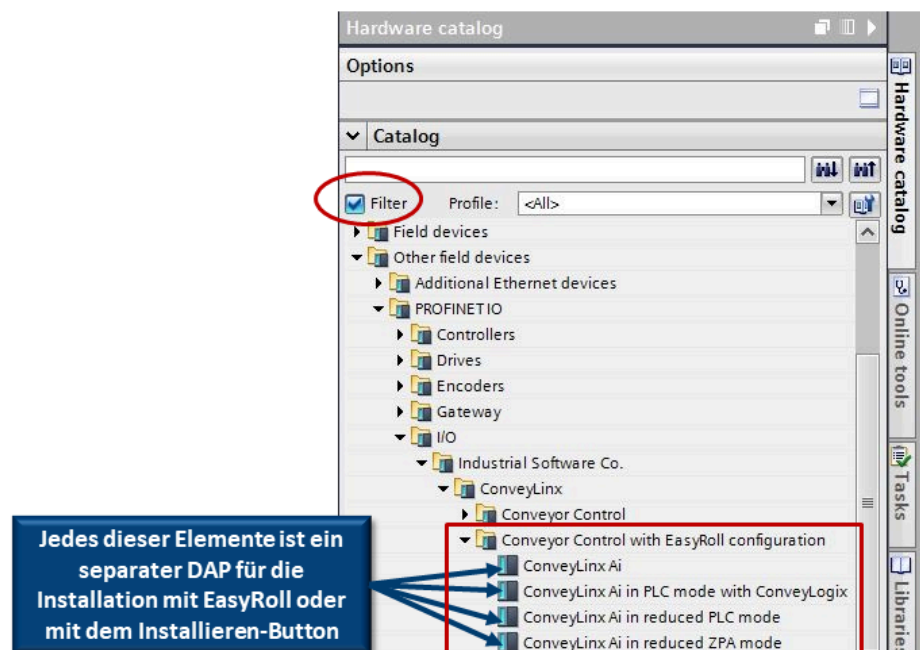 Hardware catalog
Options
Catalog
Filter Profile: <All>
Field devices
Other field devices
Additional Ethernet devices
PROFINET IO
Controllers
Drives
Encoders
Gateway
I/O
Industrial Software Co.
ConveyLinx
Conveyor Control
Conveyor Control with EasyRoll configuration
ConveyLinx Ai
ConveyLinx Ai in PLC mode with ConveyLogix
ConveyLinx Ai in reduced PLC mode
ConveyLinx Ai in reduced ZPA mode
Jedes dieser Elemente ist ein
separater DAP für die
Installation mit EasyRoll oder
mit dem Installieren-Button
Hardware catalog
Online tools
Tasks
Libraries